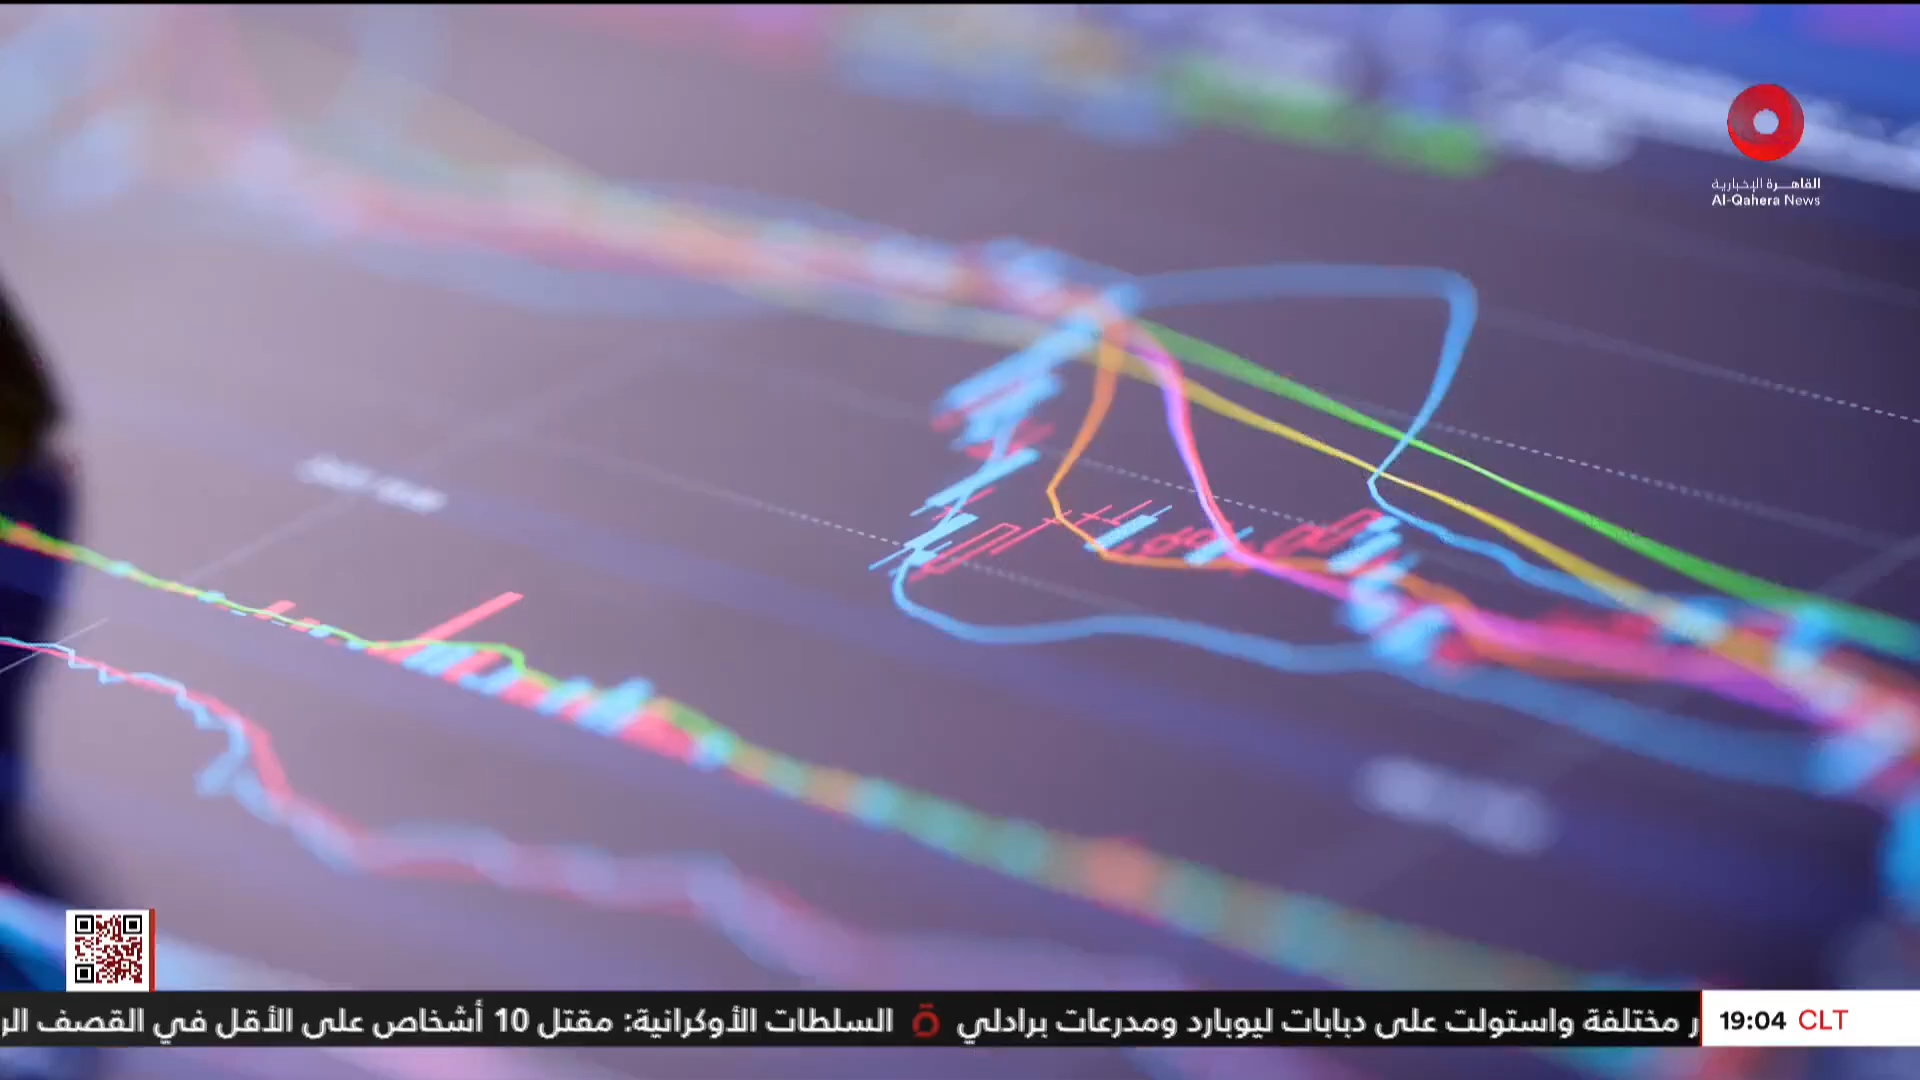 القاهرة الإخبارية
Al-Qahera News
ر مختلفة واستولت على دبابات ليوبارد ومدرعات برادلي
السلطات الأوكرانية: مقتل 10 أشخاص على الأقل في القصف الر
19:04 CLT